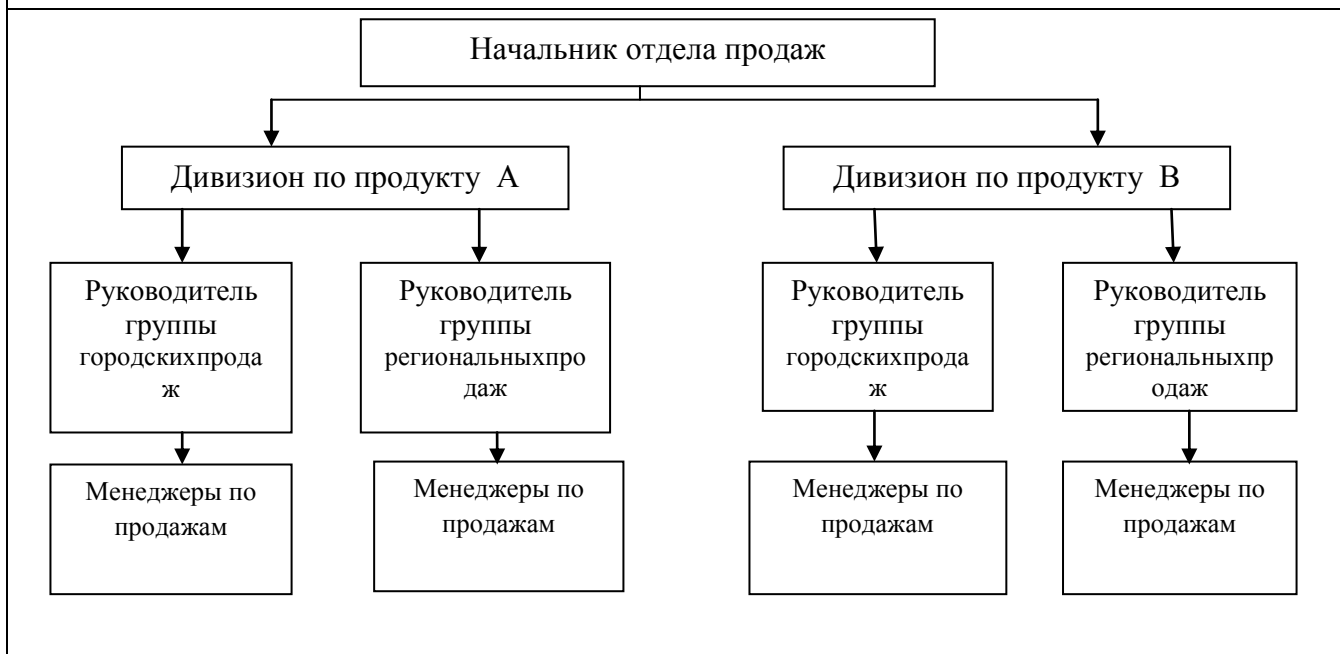 Начальник отдела продаж
Дивизион по продукту А
Дивизион по продукту В
Руководитель
группы
городскихпрода
ж
Руководитель
группы
региональныхпро
даж
Руководитель
группы
городскихпрода
ж
Руководитель
группы
региональныхпр
одаж
Менеджеры по
продажам
Менеджеры по
продажам
Менеджеры по
продажам
Менеджеры по
продажам